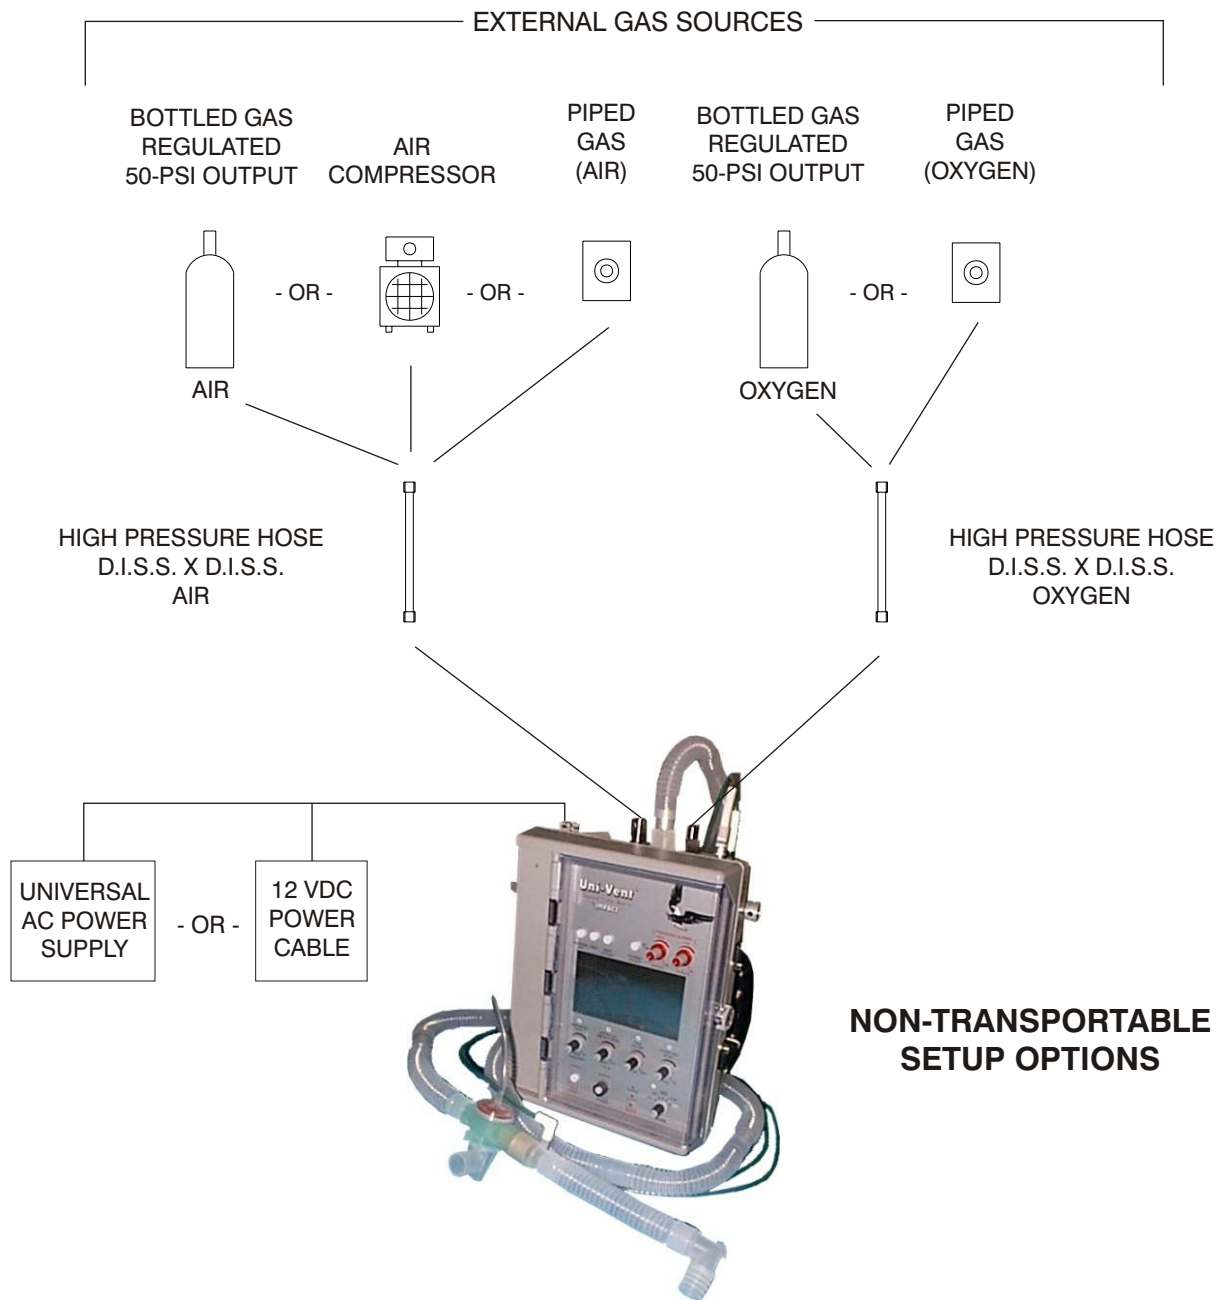 EXTERNAL GAS SOURCES
BOTTLED GAS
REGULATED
50-PSI OUTPUT
AIR
COMPRESSOR
PIPED
GAS
(AIR)
BOTTLED GAS
REGULATED
50-PSI OUTPUT
PIPED
GAS
(OXYGEN)
- OR -
- OR -
- OR -
AIR
OXYGEN
HIGH PRESSURE HOSE
D.I.S.S. X D.I.S.S.
AIR
HIGH PRESSURE HOSE
D.I.S.S. X D.I.S.S.
OXYGEN
UNIVERSAL
AC POWER
SUPPLY
- OR -
12 VDC
POWER
CABLE
Uni-Vent
IMPACT
NON-TRANSPORTABLE
SETUP OPTIONS